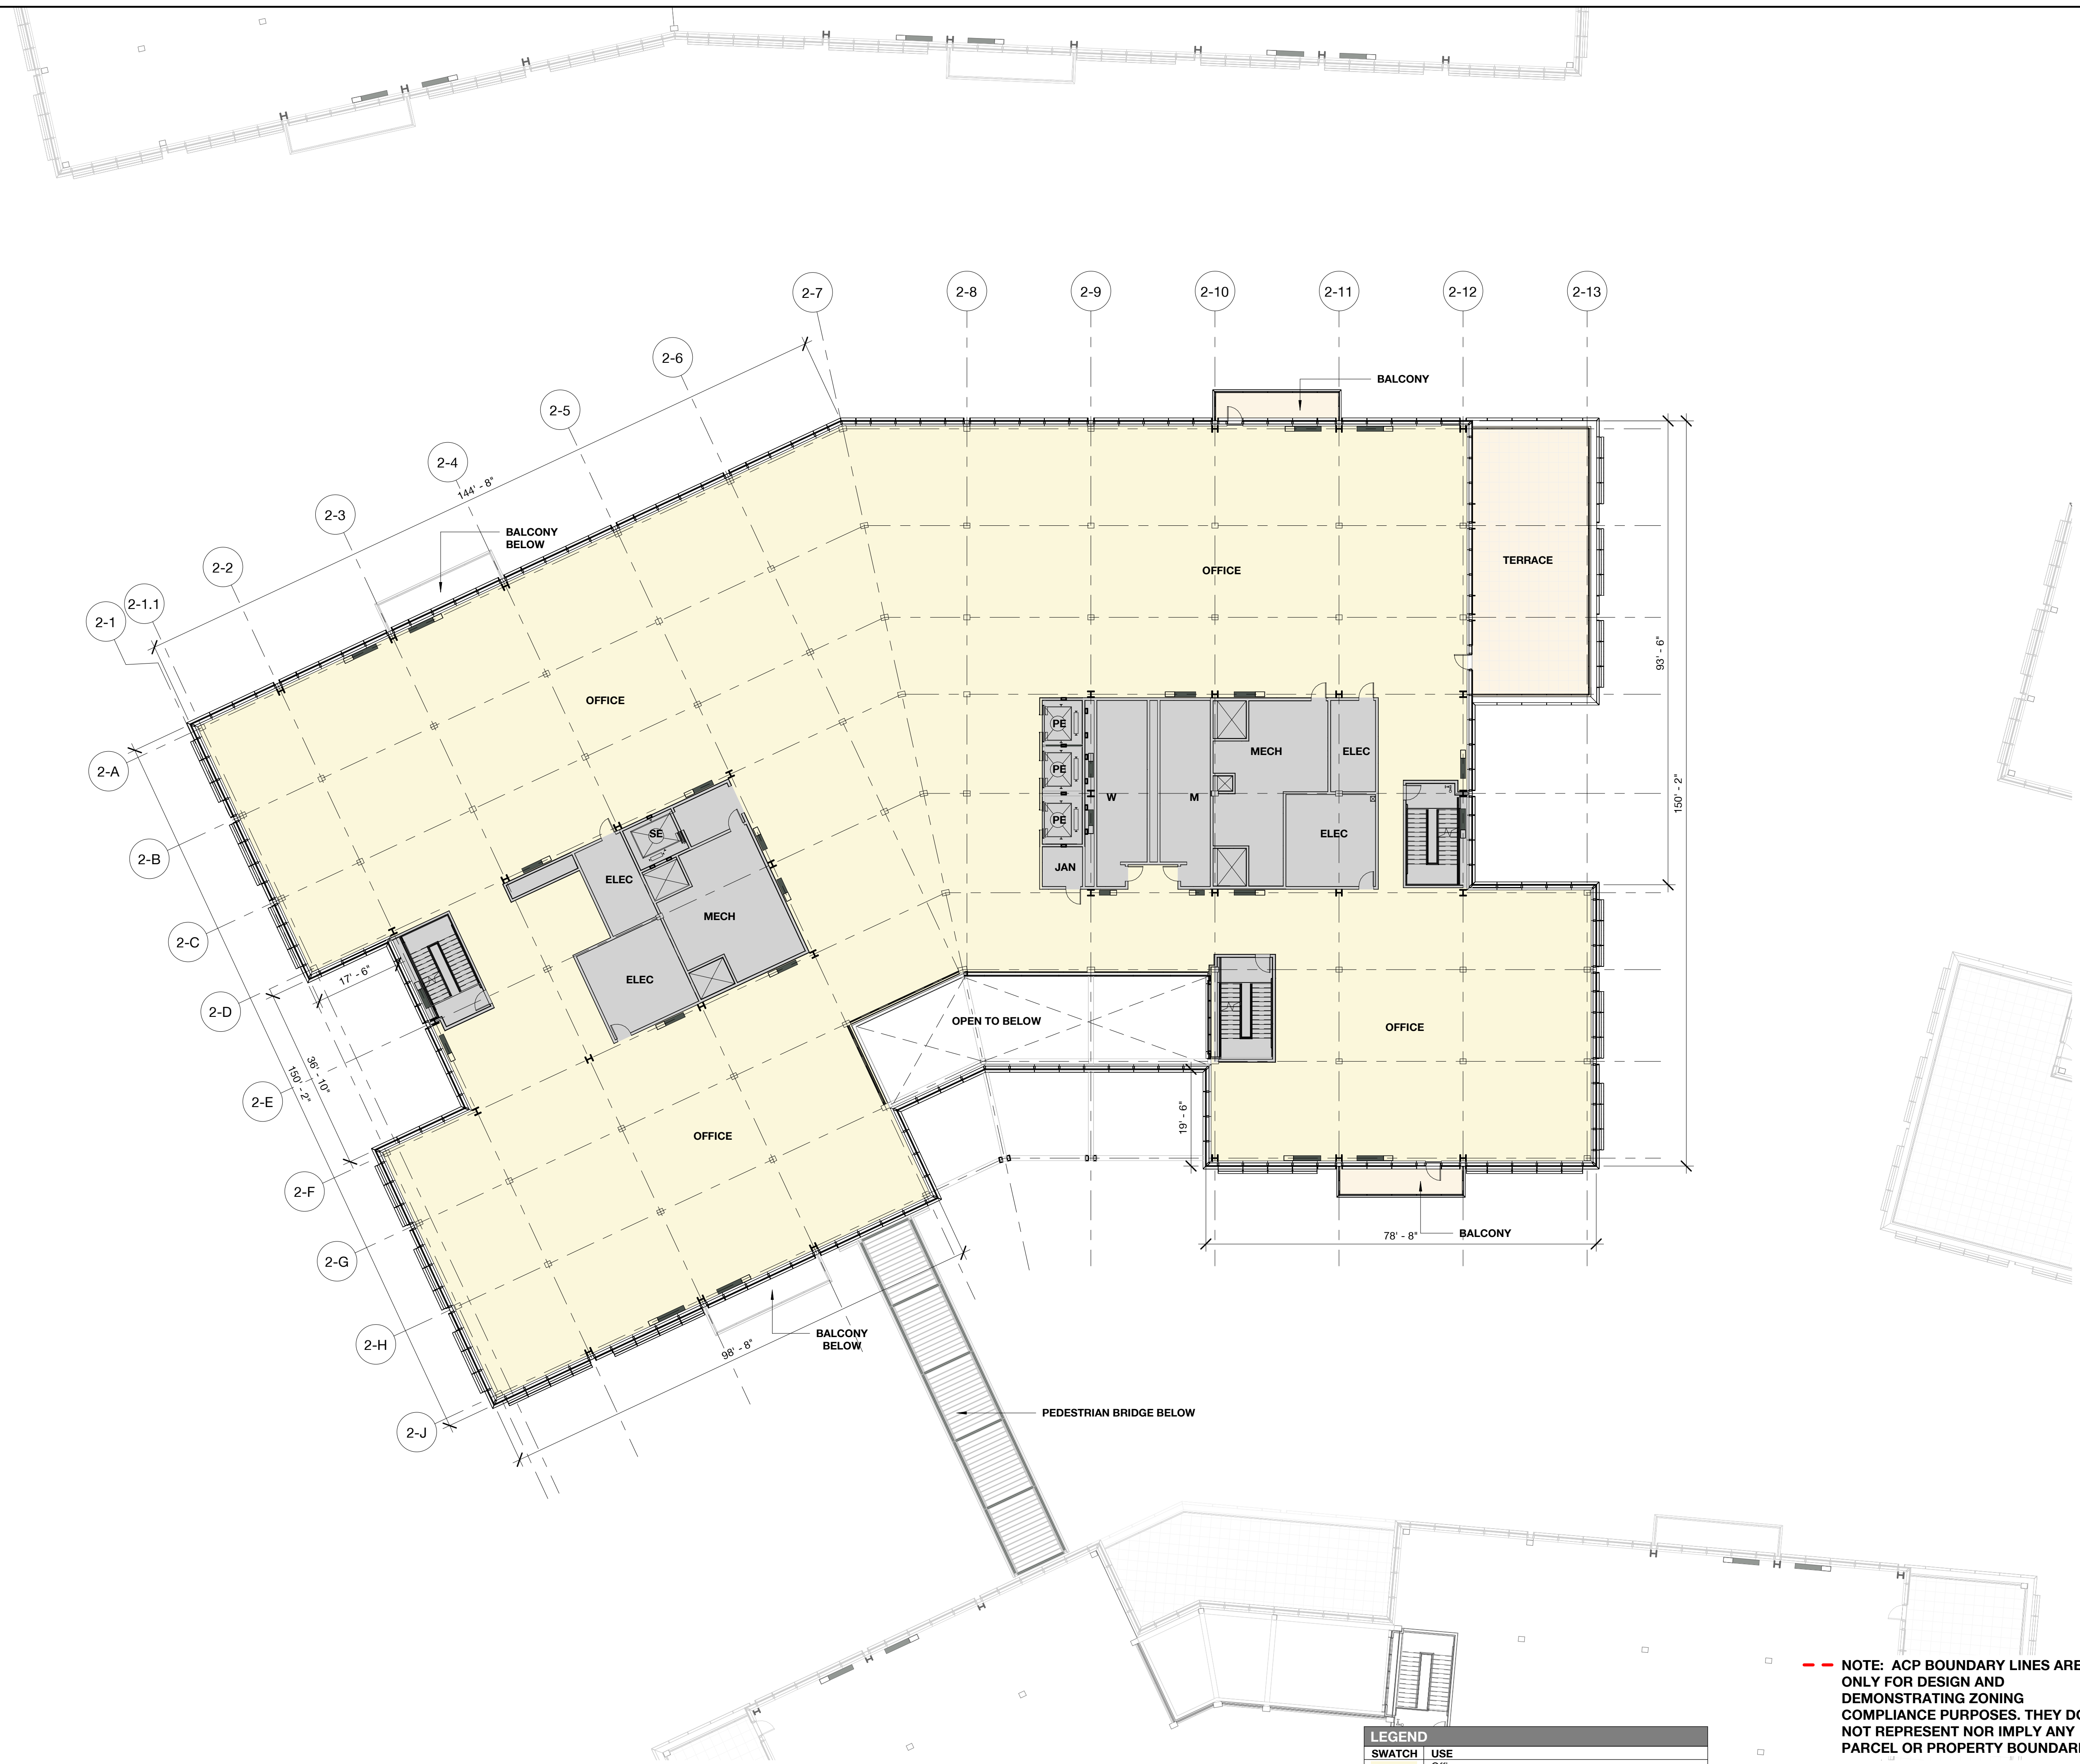 2-7
2-8
2-9
2-10
2-11
2-12
2-13
2-6
2-5
2-4
2-3
2-2
2-1.1
2-1
144' - 8"
BALCONY
BALCONY
BELOW
OFFICE
TERRACE
OFFICE
93' - 6"
150' - 2"
2-A
2-B
2-C
2-D
2-E
2-F
2-G
2-H
2-J
PE
PE
PE
W
M
MECH
ELEC
ELEC
JAN
SE
ELEC
MECH
ELEC
17' - 6"
36' - 10"
150' - 2"
OPEN TO BELOW
OFFICE
OFFICE
19' - 6"
78' - 8"
BALCONY
BALCONY
BELOW
98' - 8"
PEDESTRIAN BRIDGE BELOW
NOTE: ACP BOUNDARY LINES ARE
ONLY FOR DESIGN AND
DEMONSTRATING ZONING
COMPLIANCE PURPOSES. THEY DO
NOT REPRESENT NOR IMPLY ANY
PARCEL OR PROPERTY
LEGEND
SWATCH USE